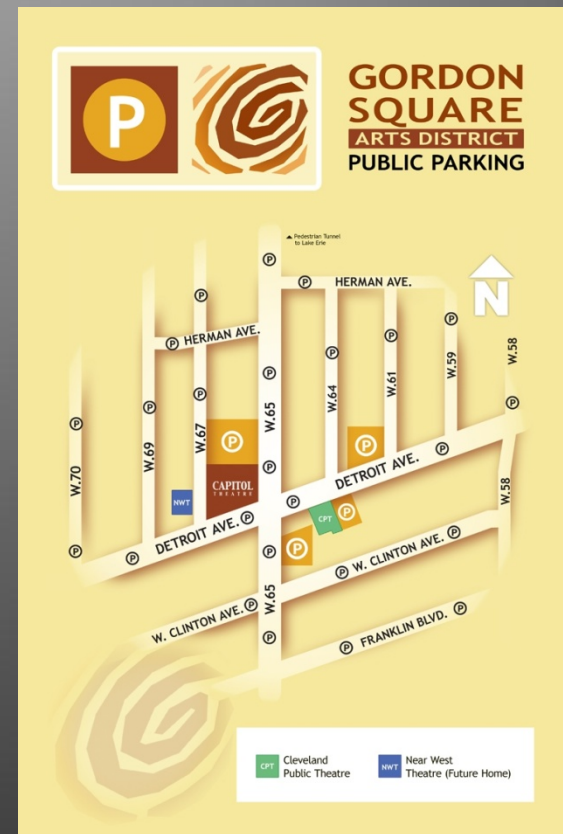 P
GORDON
SQUARE
ARTS DISTRICT
PUBLIC PARKING
Pedestrian Tunnel
to Lake Erie
P
P HERMAN AVE.
N
P
P HERMAN AVE.
P
P
P
P
W.58
W.59
W.61
W.64
W.65
W.67
W.69
W.70
P
P
P
P
P
P
P
P
P
CAPITOL
THEATRE
NWT
DETROIT AVE.
P
P
CPT
P
P
DETROIT AVE. P
P
P
P
W.58
P W. CLINTON AVE. P
W. CLINTON AVE. P
W.65
P
P FRANKLIN BLVD. P
CPT
Cleveland
Public Theatre
NWT
Near West
Theatre (Future Home)